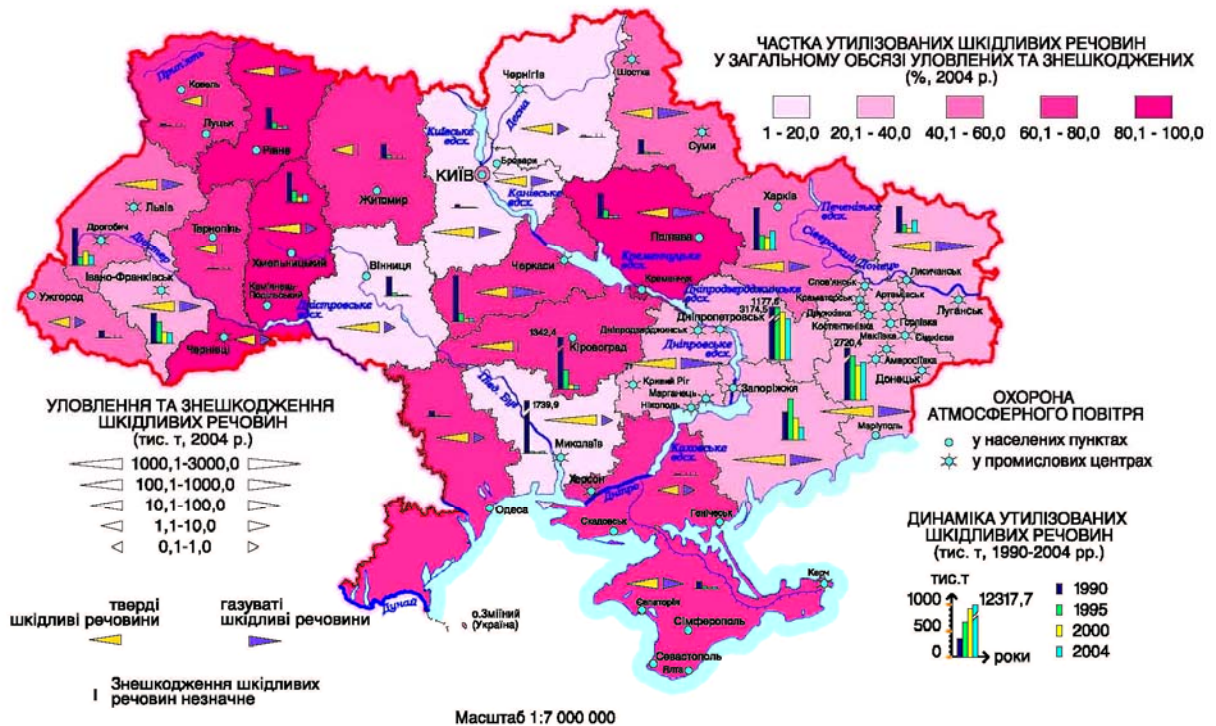 ЧАСТКА УТИЛІЗОВАНИХ ШКІДЛИВИХ РЕЧОВИН
У ЗАГАЛЬНОМУ ОБСЯЗІ УЛОВЛЕНИХ ТА ЗНЕШКОДЖЕНИХ
(%, 2004 р.)
1 - 20,0
20,1 - 40,0
40,1 - 60,0
60,1 - 80,0
80,1 - 100,0
Прип'ять
Ковель
Луцьк
Рівне
Житомир
Київське
вдсх.
Чернігів
Десна
Шостка
Суми
Бровари
КИЇВ
Канівське
вдсх.
Львів
Дрогобич
Дністер
Тернопіль
Хмельницький
Івано-Франківськ
Кам'янець-
Подільський
Ужгород
Чернівці
Дністровське
вдсх.
Вінниця
Черкаси
Полтава
Кременчук
Кременчуцьке
вдсх.
Харків
Печенізьке
вдсх.
Сіверський Донець
Дніпродзержинське
вдсх.
1177,6
3174,5
Дніпродзержинськ
Дніпропетровськ
Дніпровське
вдсх.
Слов'янськ
Краматорськ
Дружківка
Костянтинівка
Лисичанськ
Артемівськ
Луганськ
Горлівка
Макіївка
Єнакієве
Амвросіївка
Донецьк
2720,4
Маріуполь
1342,4
Кіровоград
Кривий Ріг
Марганець
Нікополь
Запоріжжя
Півд. Буг
1739,9
Миколаїв
Каховське
вдсх.
Херсон
Дніпро
Одеса
Скадовськ
Генічеськ
Керч
Євпаторія
Сімферополь
Севастополь
Ялта
Дунай
о.Зміїний
(Україна)
УЛОВЛЕННЯ ТА ЗНЕШКОДЖЕННЯ
ШКІДЛИВИХ РЕЧОВИН
(тис. т, 2004 р.)
1000,1-3000,0
100,1-1000,0
10,1-100,0
1,1-10,0
0,1-1,0
тверді
шкідливі речовини
газуваті
шкідливі речовини
Знешкодження шкідливих
речовин незначне
Масштаб 1:7 000 000
ОХОРОНА
АТМОСФЕРНОГО ПОВІТРЯ
у населених пунктах
у промислових центрах
ДИНАМІКА УТИЛІЗОВАНИХ
ШКІДЛИВИХ РЕЧОВИН
(тис. т, 1990-2004 рр.)
тис.т
1000
500
0
12317,7
роки
1990
1995
2000
2004